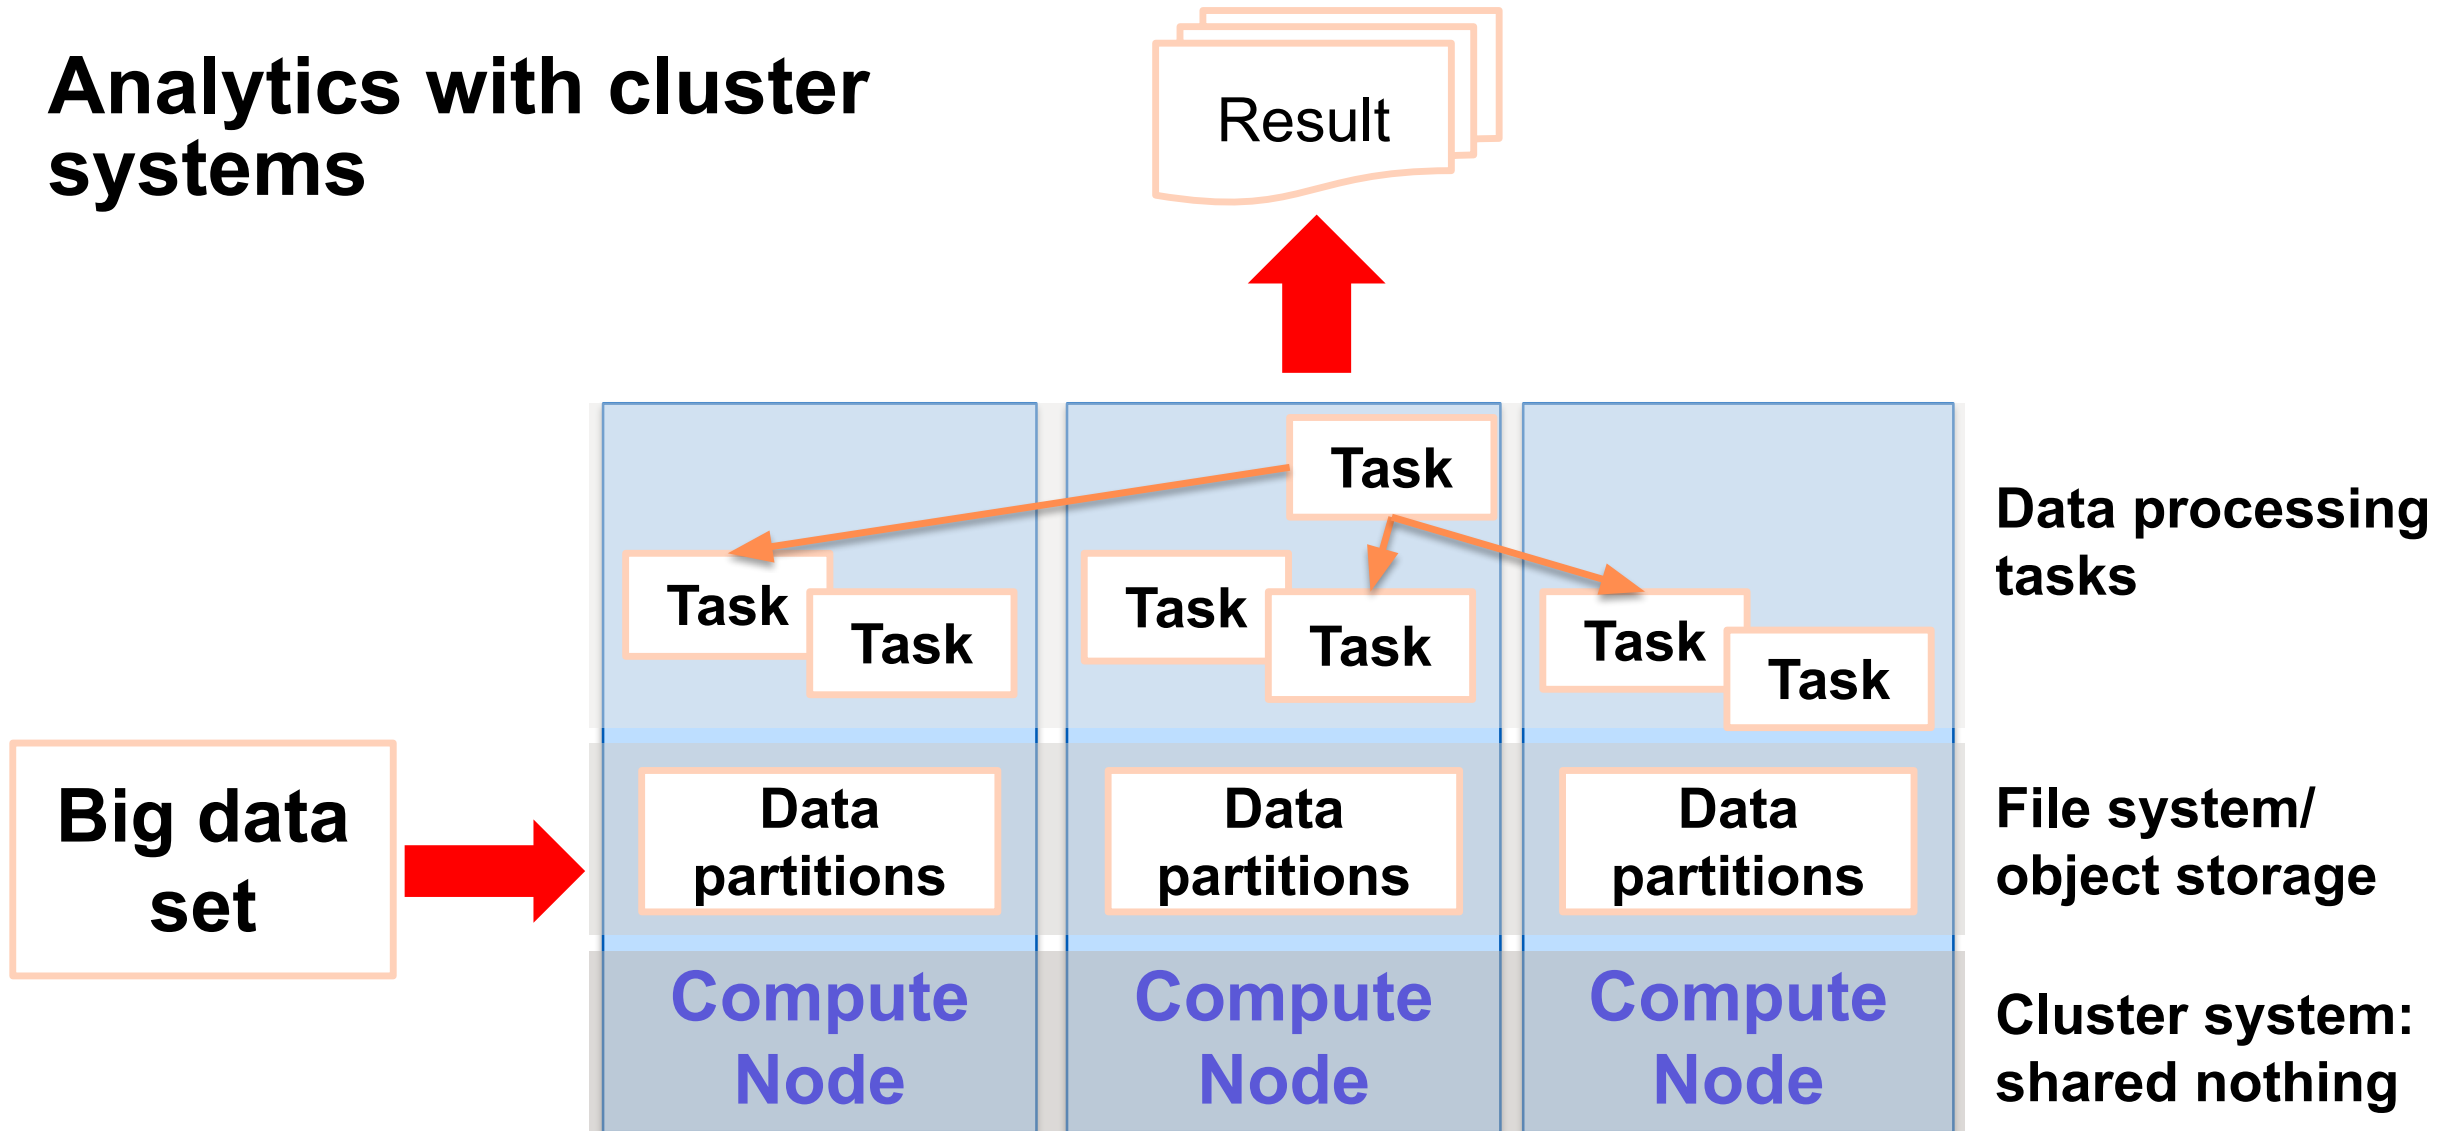 Analytics with cluster
systems
Result
Task
Task
Task
Task
Task
Task
Task
Data processing
tasks
Big data
set
Data
partitions
Data
partitions
Data
partitions
File system/
object storage
Compute
Node
Compute
Node
Compute
Node
Cluster system:
shared nothing